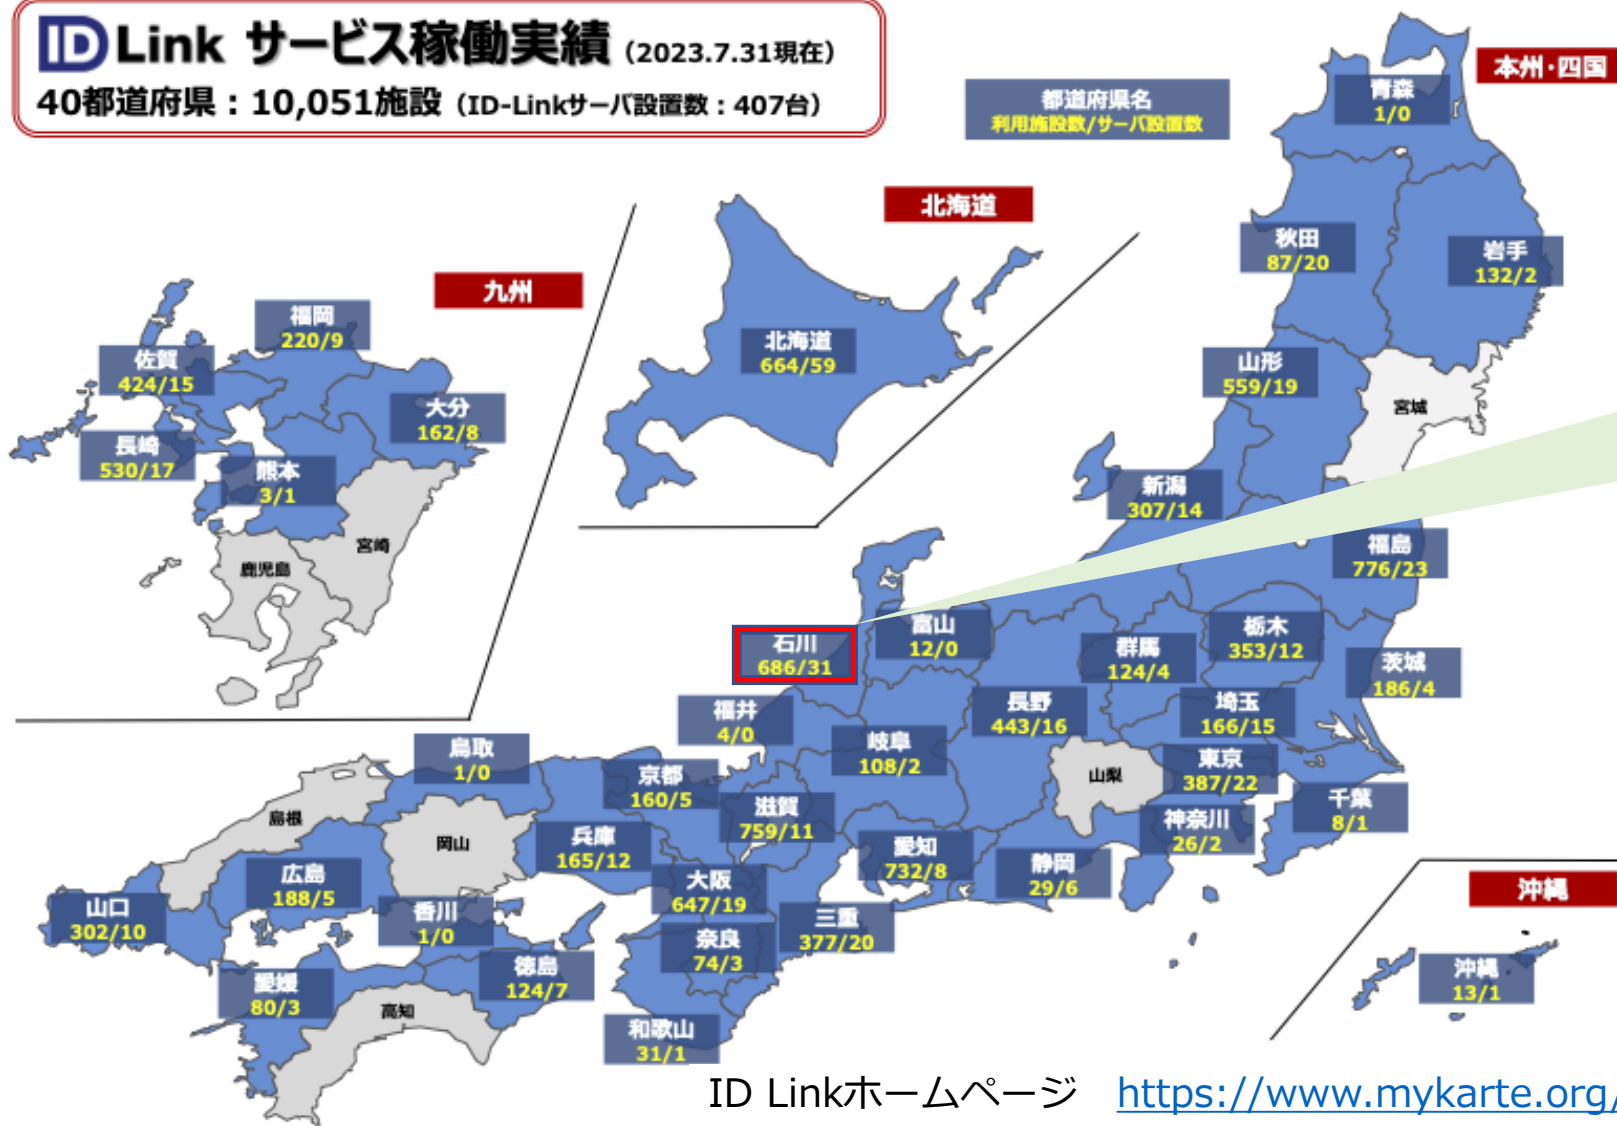 ID Link サービス稼働実績（2023.7.31現在）
40都道府県：10,051施設（ID-Linkサーバ設置数：407台）
都道府県名
利用施設数/サーバ設置数
本州・四国
青森
1/0
秋田
87/20
岩手
132/2
山形
559/19
宮城
新潟
307/14
福島
776/23
北海道
北海道
664/59
九州
福岡
220/9
佐賀
424/15
大分
162/8
長崎
530/17
熊本
3/1
宮崎
鹿児島
石川
686/31
富山
12/0
群馬
124/4
栃木
353/12
茨城
186/4
福井
4/0
岐阜
108/2
長野
443/16
埼玉
166/15
山梨
東京
387/22
千葉
8/1
神奈川
26/2
鳥取
1/0
京都
160/5
滋賀
759/11
愛知
732/8
静岡
29/6
島根
岡山
兵庫
165/12
大阪
647/19
三重
377/20
広島
188/5
山口
302/10
香川
1/0
奈良
74/3
徳島
124/7
愛媛
80/3
高知
和歌山
31/1
沖縄
沖縄
13/1
ID Linkホームページ https://www.mykarte.org/